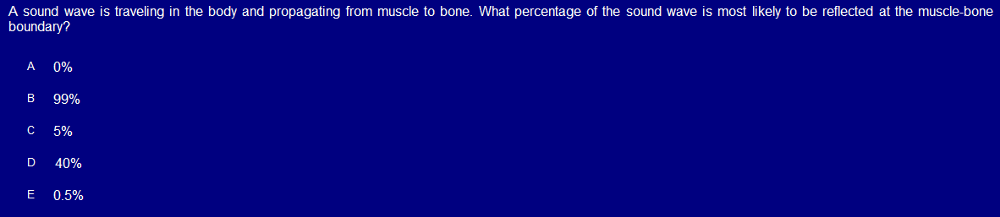 A sound wave is traveling in the body and propagating from muscle to bone. What percentage of the sound wave is most likely to be reflected at the muscle-bone
boundary?
A 0%
B 99%
C 5%
D 40%
E 0.5%